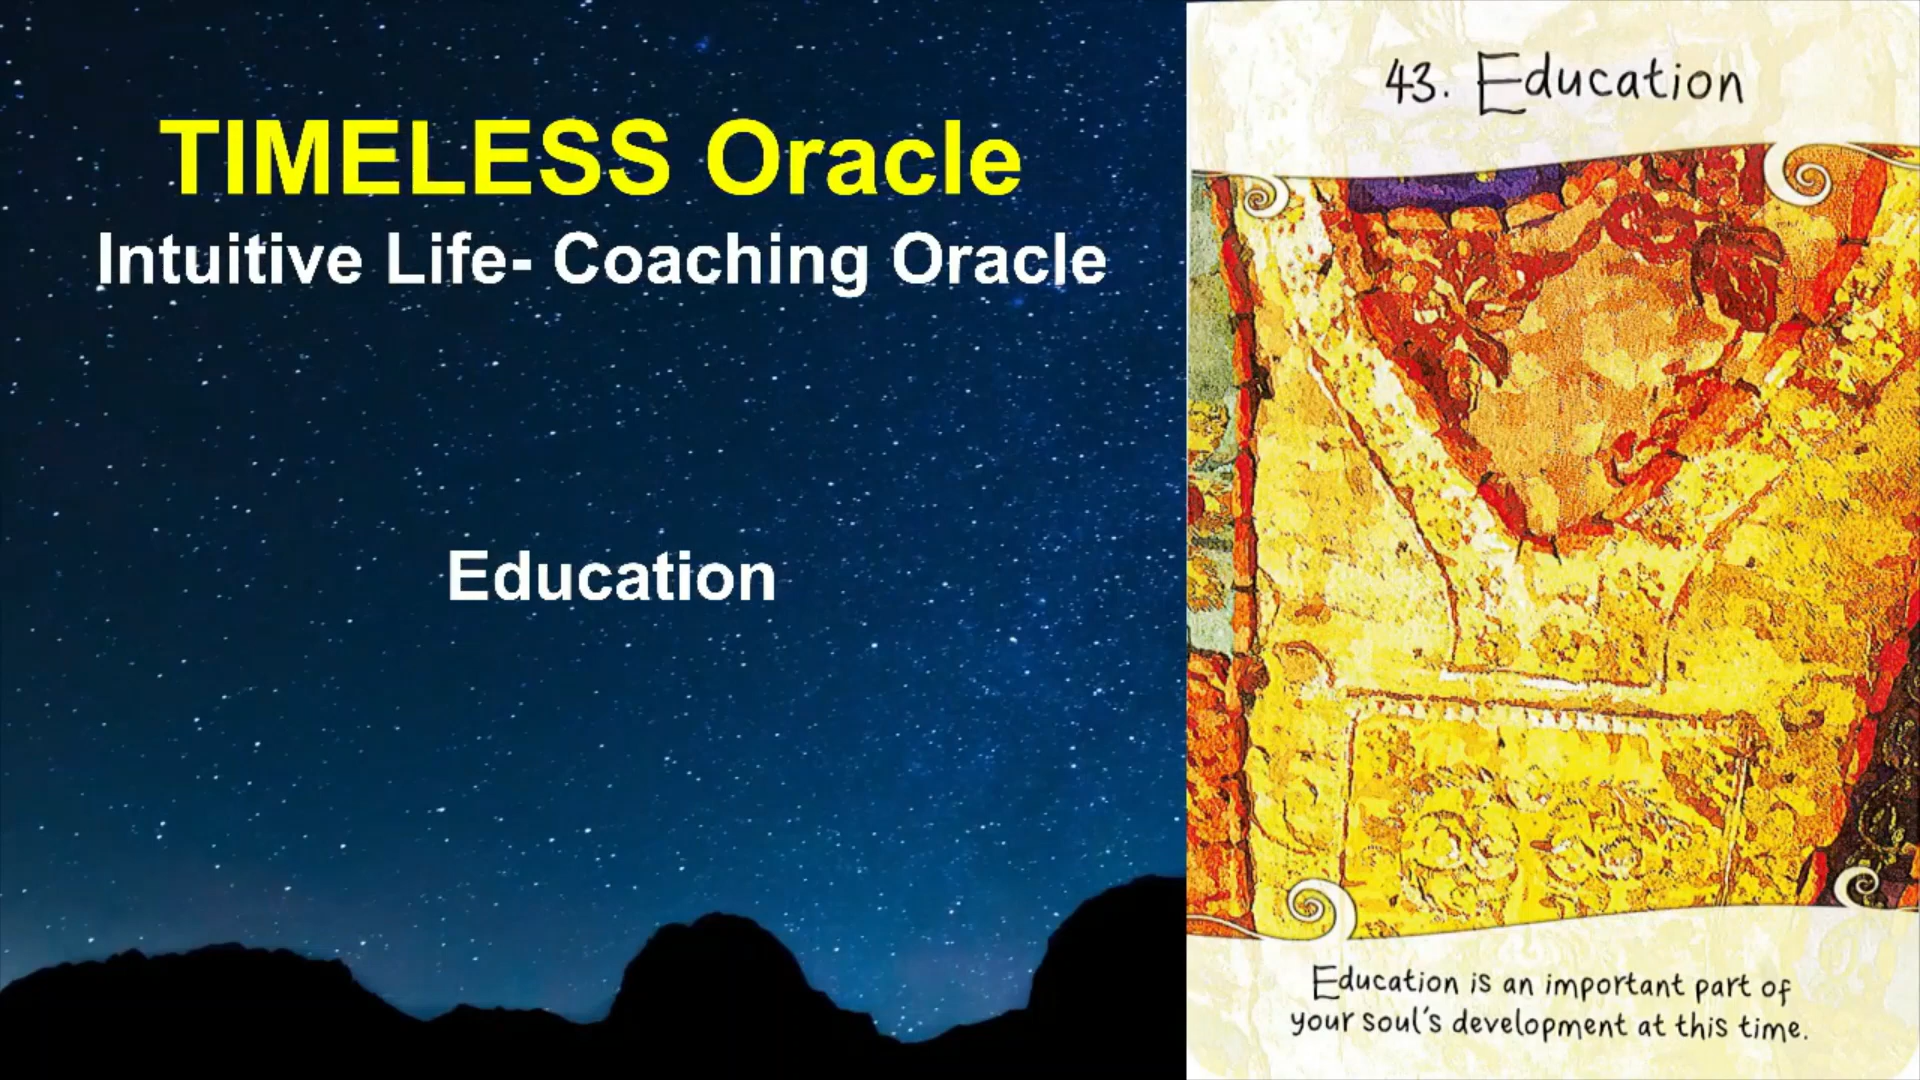 TIMELESS Oracle
Intuitive Life- Coaching Oracle
Education
43. Education
Education is an important part of
your soul's development at this time.